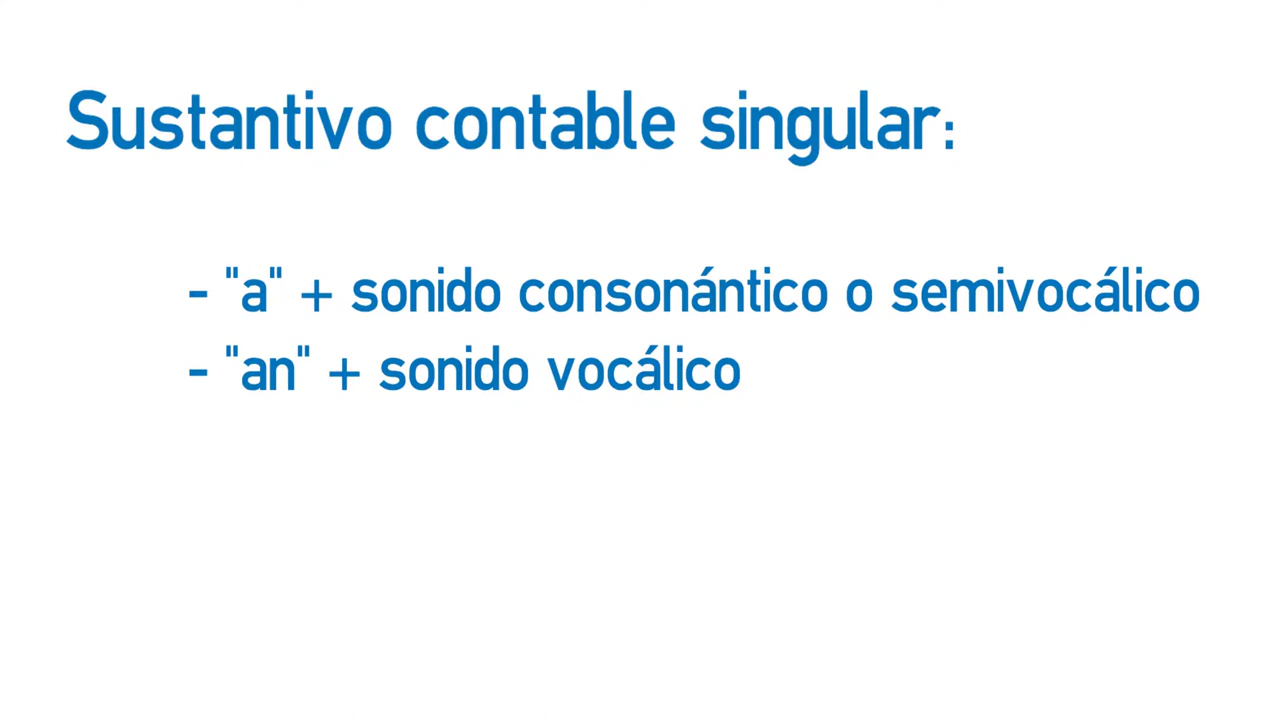 Sustantivo contable singular:
- "a" + sonido consonántico o semivocálico
- "an" + sonido vocálico